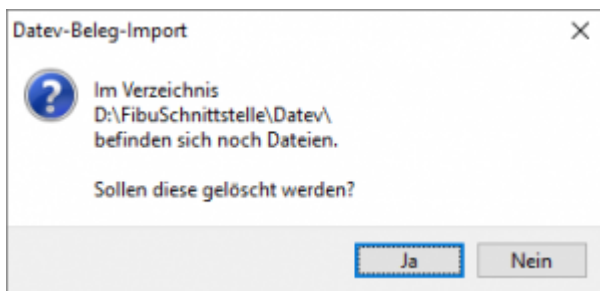 Datev-Beleg-Import
Im Verzeichnis
D:\FibuSchnittstelle\Datev\
befinden sich noch Dateien.
Sollen diese gelöscht werden?
Ja Nein